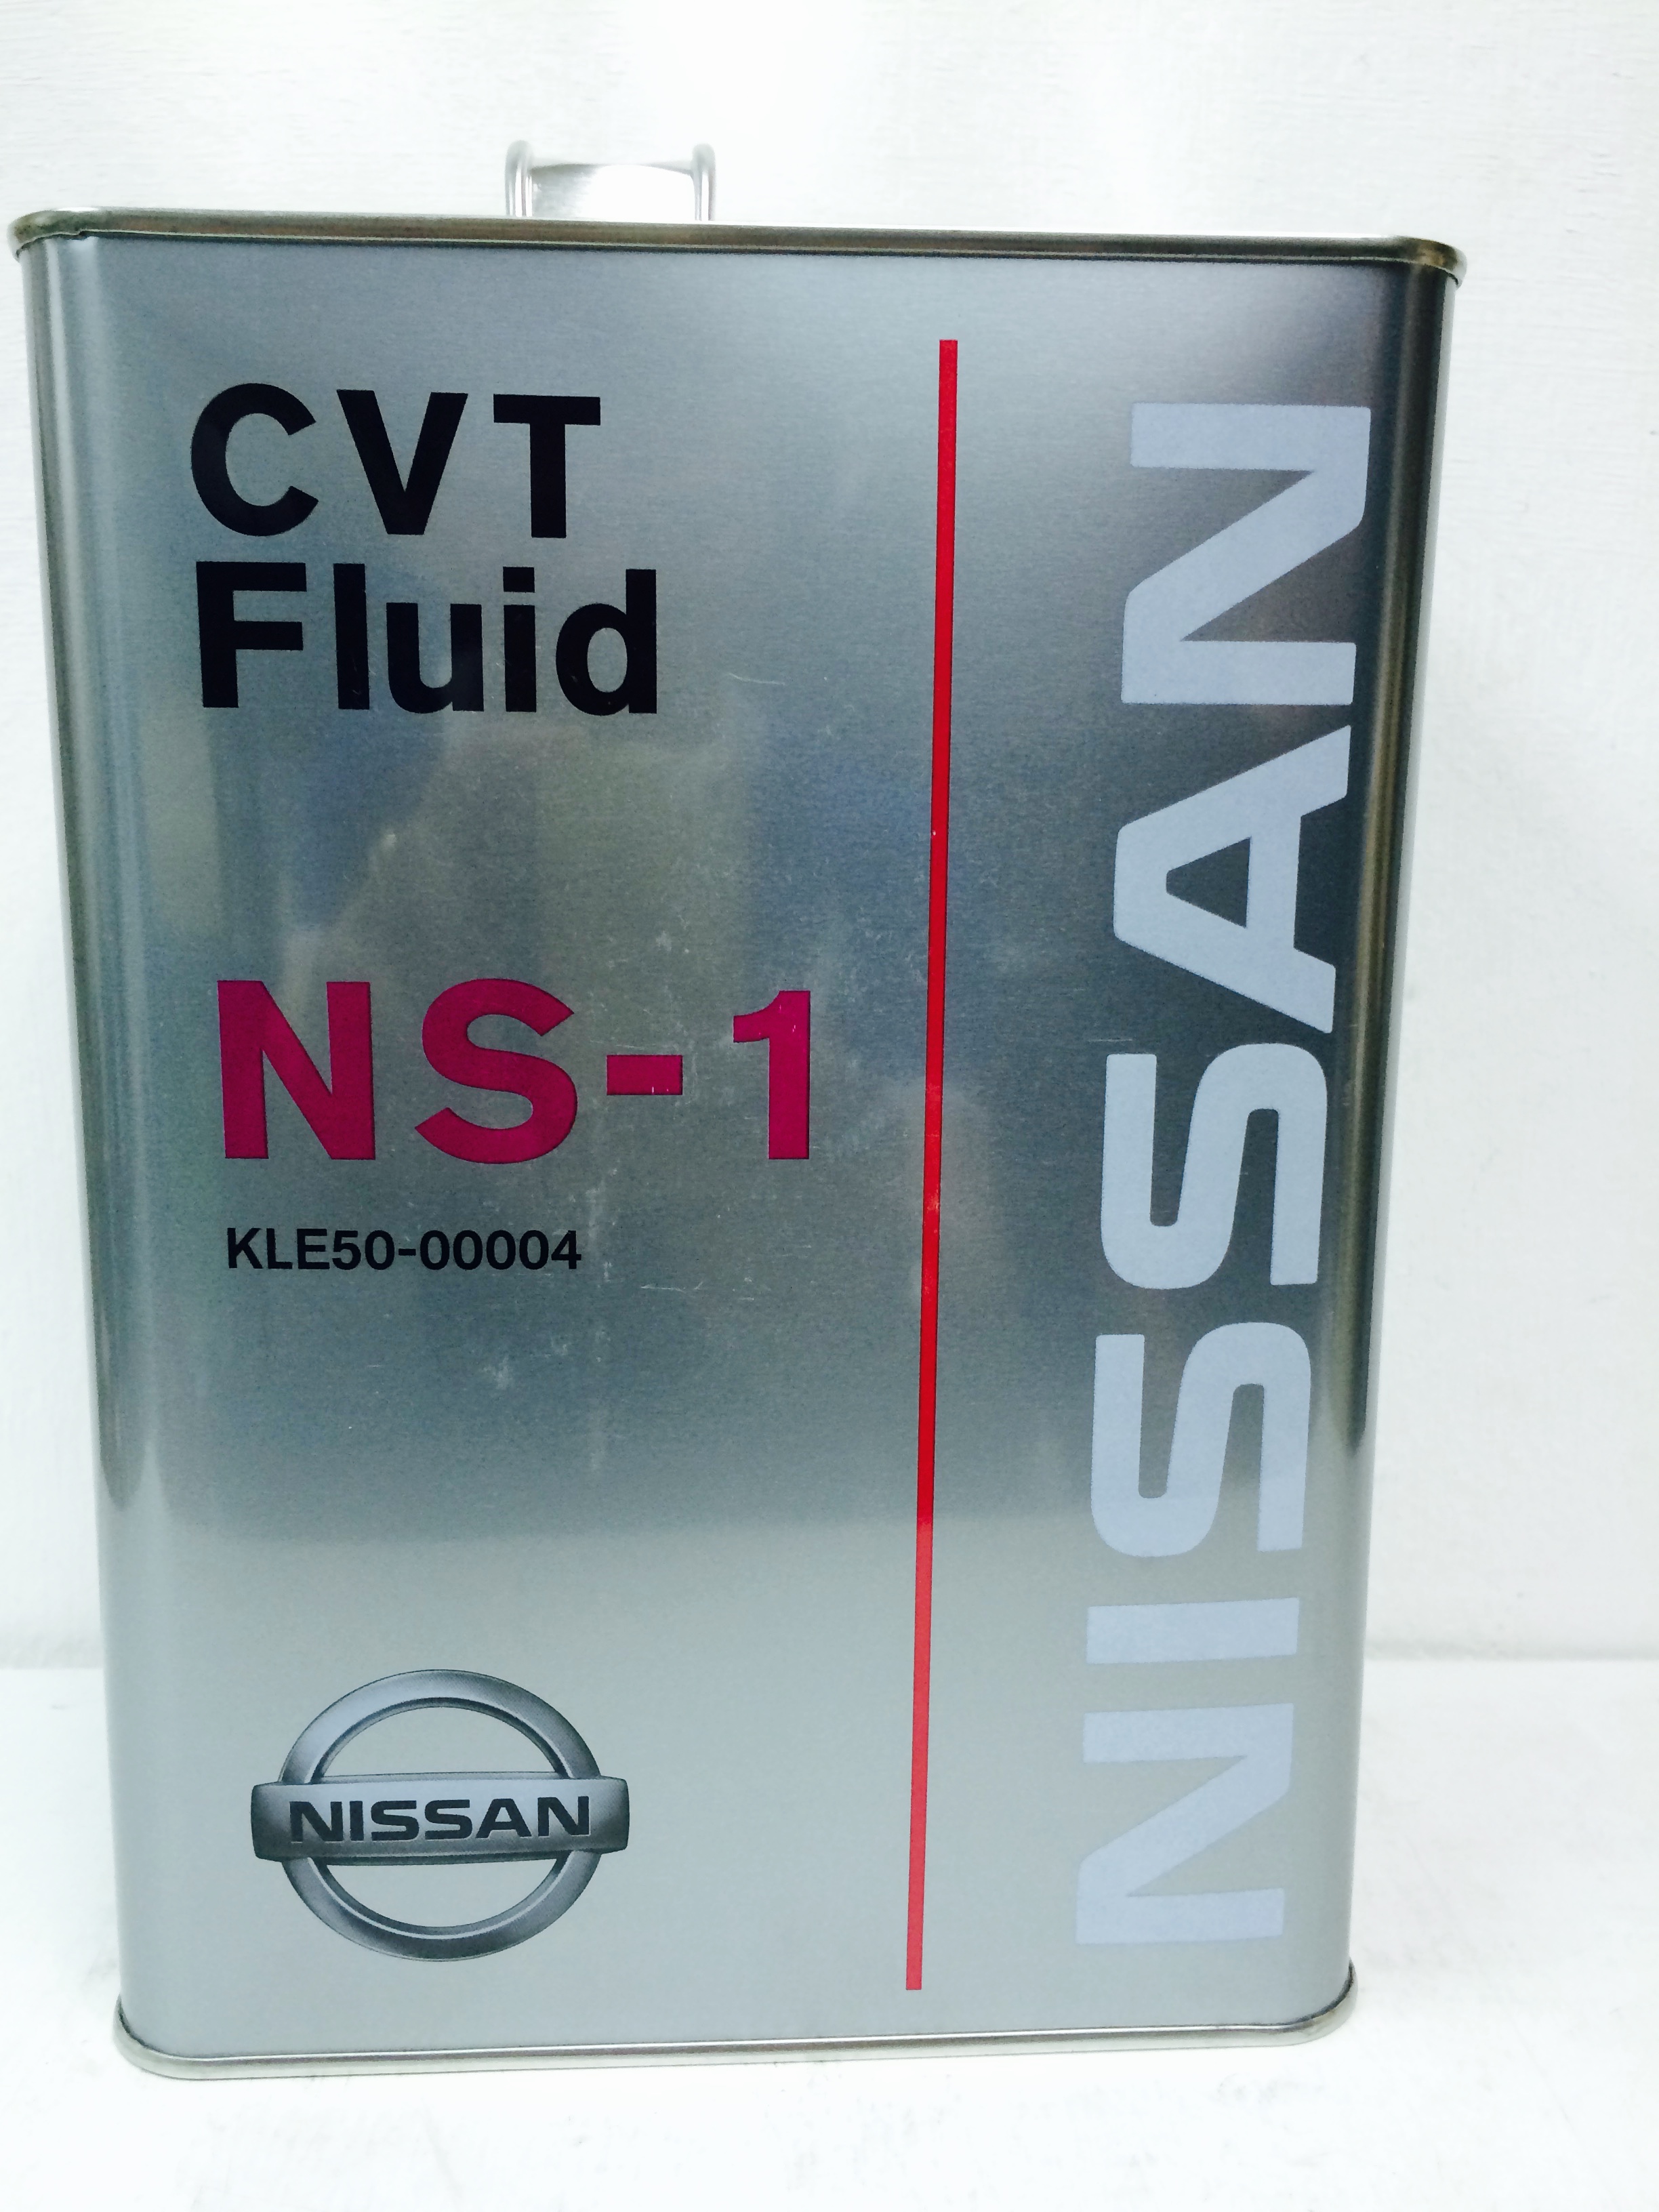 CVT
Fluid
NS-1
KLE50-00004
NISSAN
NISSAN